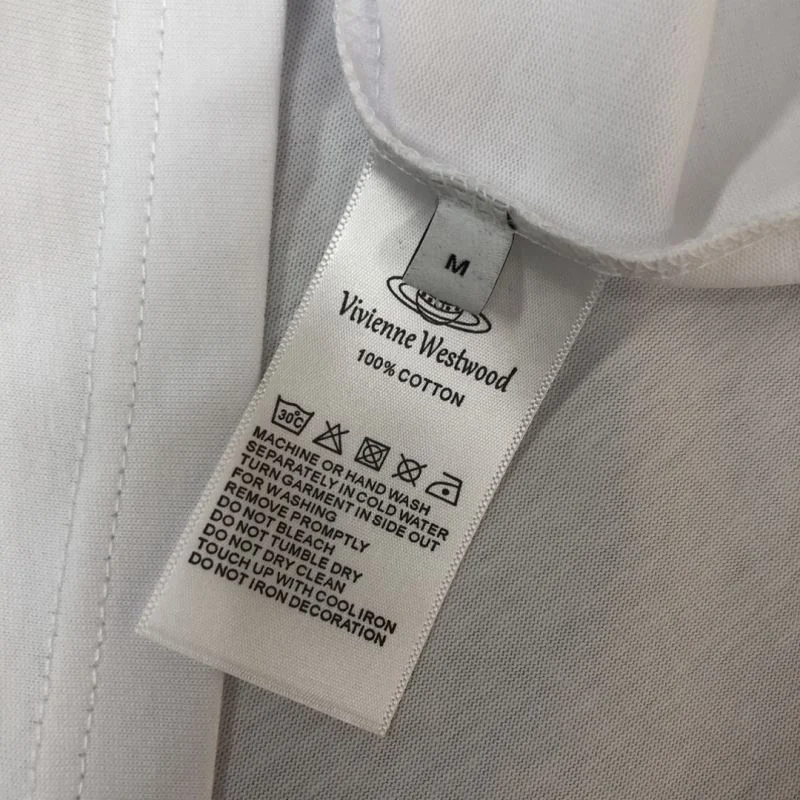 M
Vivienne Westwood
100% COTTON
30°C
MACHINE OR HAND WASH
SEPARATELY IN COLD WATER
TURN GARMENT IN SIDE OUT
FOR WASHING
REMOVE PROMPTLY
DO NOT BLEACH
DO NOT TUMBLE DRY
DO NOT DRY CLEAN
TOUCH UP WITH COOL IRON
DO NOT IRON DECORATION